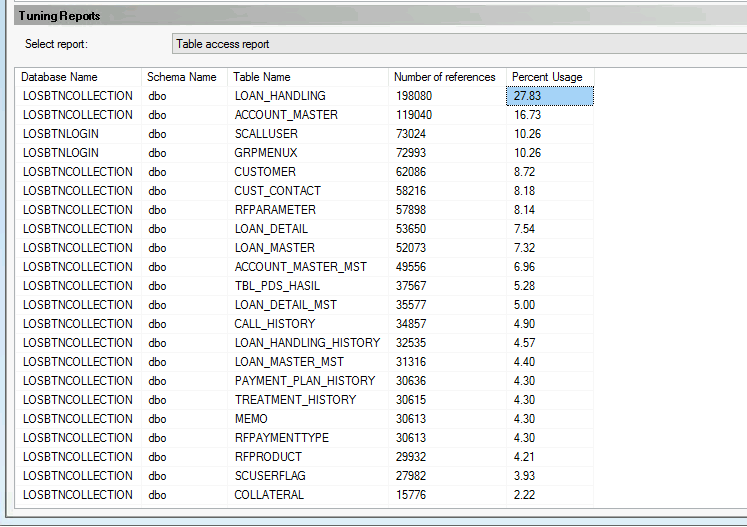 Tuning Reports
Select report: Table access report
Database Name Schema Name Table Name Number of references Percent Usage
LOSBTNCOLLECTION dbo LOAN_HANDLING 198080 27.83
LOSBTNCOLLECTION dbo ACCOUNT_MASTER 119040 16.73
LOSBTNLOGIN dbo SCALLUSER 73024 10.26
LOSBTNLOGIN dbo GRPMENUX 72993 10.26
LOSBTNCOLLECTION dbo CUSTOMER 62086 8.72
LOSBTNCOLLECTION dbo CUST_CONTACT 58216 8.18
LOSBTNCOLLECTION dbo RFPARAMETER 57898 8.14
LOSBTNCOLLECTION dbo LOAN_DETAIL 53650 7.54
LOSBTNCOLLECTION dbo LOAN_MASTER 52073 7.32
LOSBTNCOLLECTION dbo ACCOUNT_MASTER_MST 49556 6.96
LOSBTNCOLLECTION dbo TBL_PDS_HASIL 37567 5.28
LOSBTNCOLLECTION dbo LOAN_DETAIL_MST 35577 5.00
LOSBTNCOLLECTION dbo CALL_HISTORY 34857 4.90
LOSBTNCOLLECTION dbo LOAN_HANDLING_HISTORY 32535 4.57
LOSBTNCOLLECTION dbo LOAN_MASTER_MST 31316 4.40
LOSBTNCOLLECTION dbo PAYMENT_PLAN_HISTORY 30636 4.30
LOSBTNCOLLECTION dbo TREATMENT_HISTORY 30615 4.30
LOSBTNCOLLECTION dbo MEMO 30613 4.30
LOSBTNCOLLECTION dbo RFPAYMENTTYPE 30613 4.30
LOSBTNCOLLECTION dbo RFPRODUCT 29932 4.21
LOSBTNCOLLECTION dbo SCUSERFLAG 27982 3.93
LOSBTNCOLLECTION dbo COLLATERAL 15776 2.22